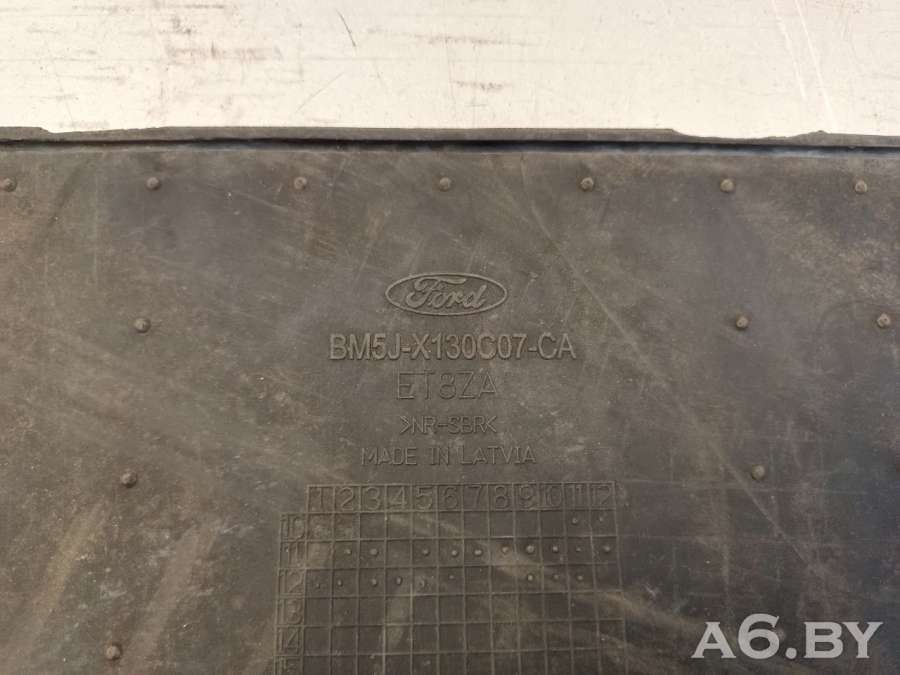 Ford
BM5J-X130C07-CA
ET8ZA
>NR-SBR<
MADE IN LATVIA
1 2 3 4 5 6 7 8 9 10 11 12
10
11
12
13
14
A6.BY